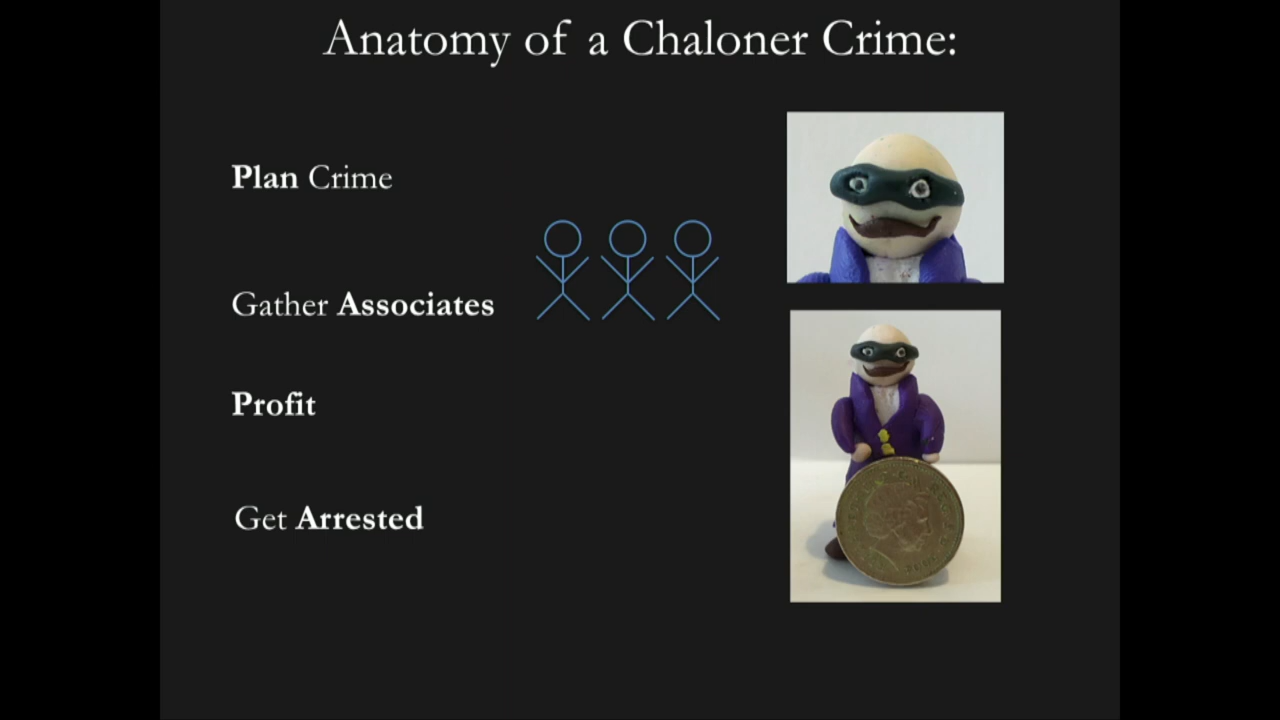 Anatomy of a Chaloner Crime:
Plan Crime
Gather Associates
Profit
Get Arrested